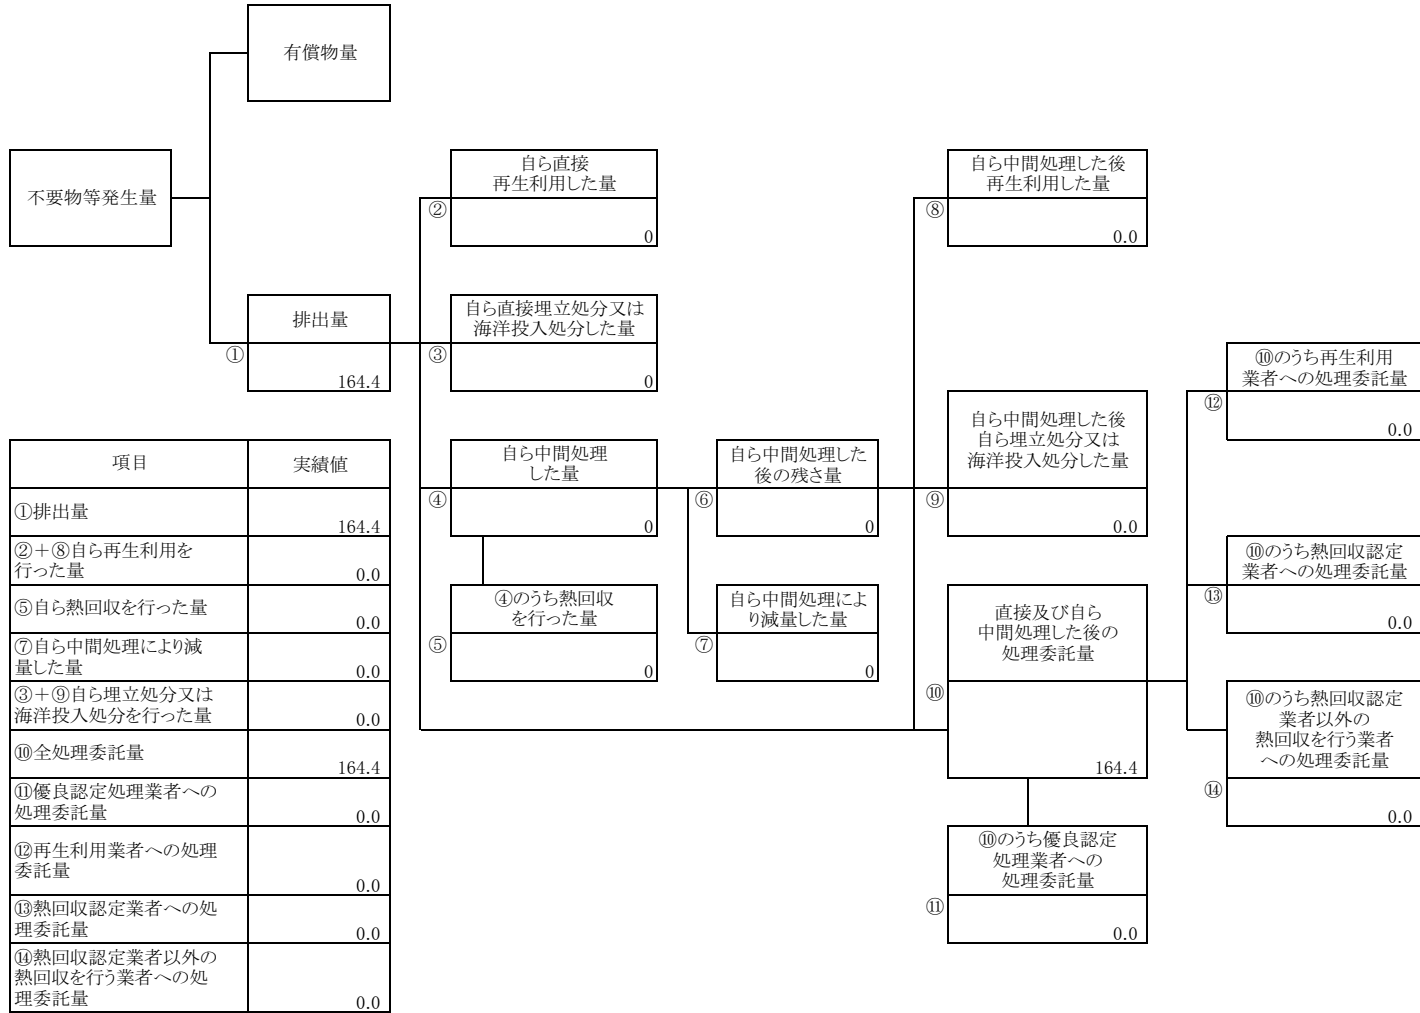 有償物量
不要物等発生量
自ら直接
再生利用した量
②
0
自ら中間処理した後
再生利用した量
⑧
0.0
排出量
①
164.4
自ら直接埋立処分又は
海洋投入処分した量
③
0
⑩のうち再生利用
業者への処理委託量
⑫
0.0
自ら中間処理
した量
④
0
自ら中間処理した
後の残さ量
⑥
0
自ら中間処理した後
自ら埋立処分又は
海洋投入処分した量
⑨
0.0
⑩のうち熱回収認定
業者への処理委託量
⑬
0.0
④のうち熱回収
を行った量
⑤
0
自ら中間処理によ
り減量した量
⑦
0
直接及び自ら
中間処理した後の
処理委託量
⑩
164.4
⑩のうち熱回収認定
業者以外の
熱回収を行う業者
への処理委託量
⑭
0.0
⑩のうち優良認定
処理業者への
処理委託量
⑪
0.0
項目 実績値
①排出量
164.4
②＋⑧自ら再生利用を
行った量
0.0
⑤自ら熱回収を行った量
0.0
⑦自ら中間処理により減
量した量
0.0
③＋⑨自ら埋立処分又は
海洋投入処分を行った量
0.0
⑩全処理委託量
164.4
⑪優良認定処理業者への
処理委託量
0.0
⑫再生利用業者への処理
委託量
0.0
⑬熱回収認定業者への処
理委託量
0.0
⑭熱回収認定業者以外の
熱回収を行う業者への処
理委託量
0.0